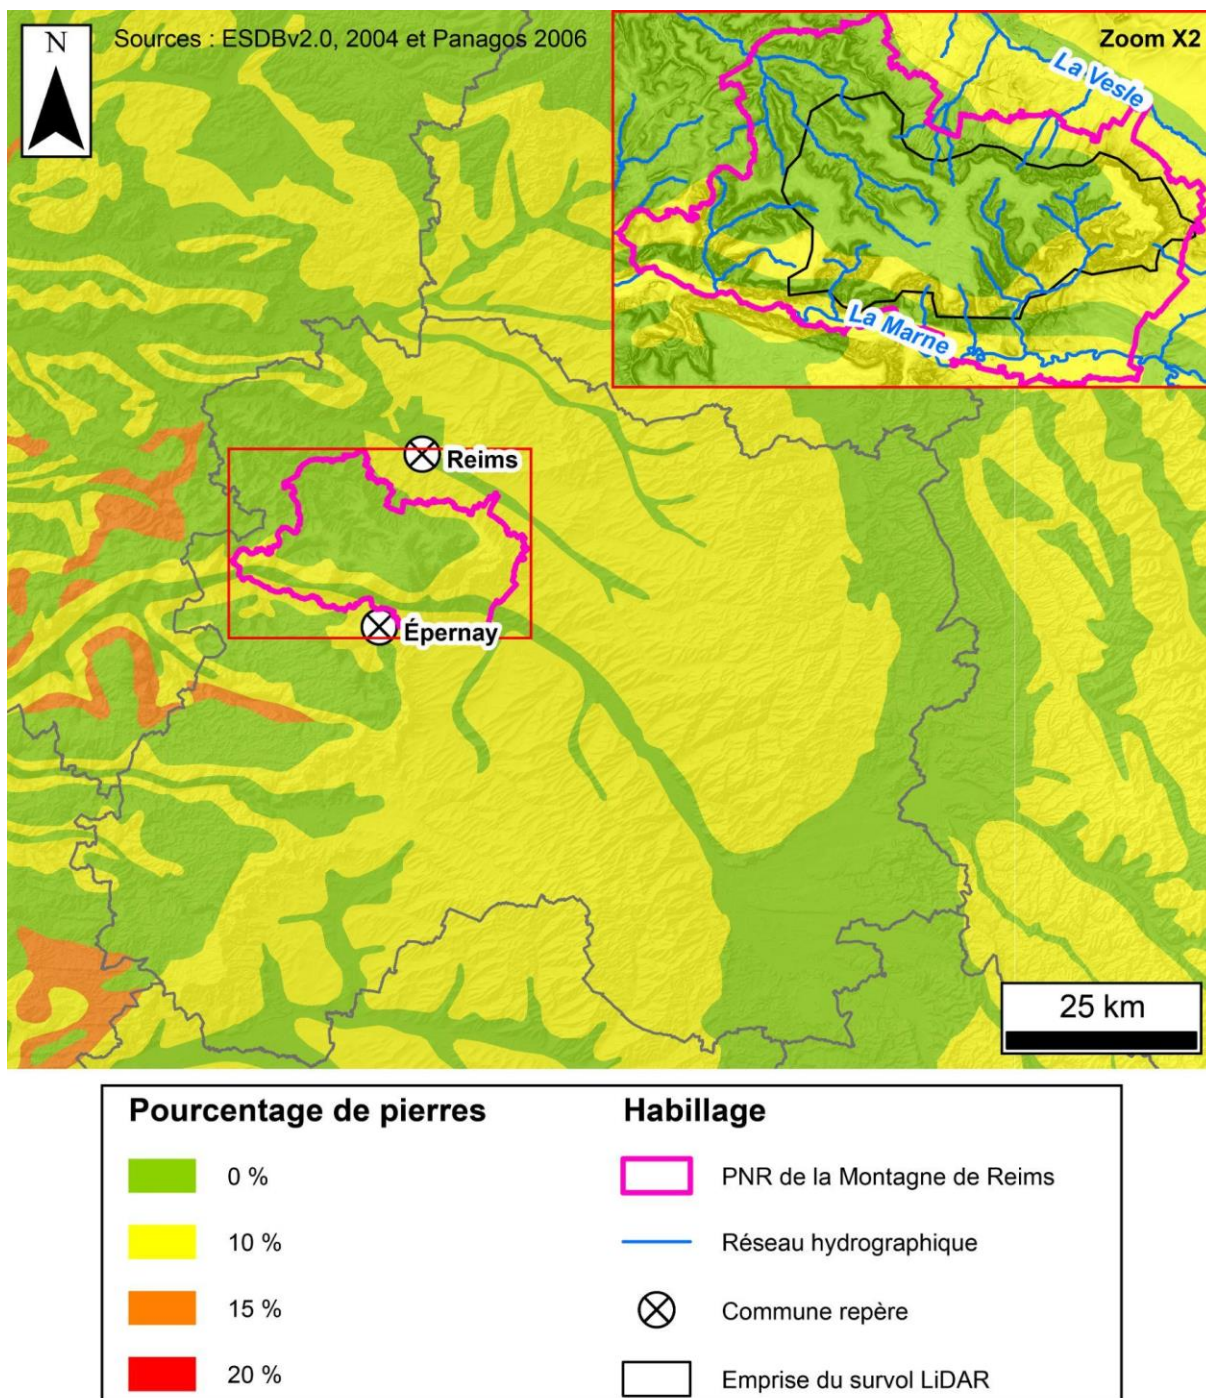 N
Sources : ESDBv2.0, 2004 et Panagos 2006
Zoom X2
La Vesle
La Marne
Reims
Épernay
25 km
Pourcentage de pierres
0 %
10 %
15 %
20 %
Habillage
PNR de la Montagne de Reims
Réseau hydrographique
Commune repère
Emprise du survol LiDAR